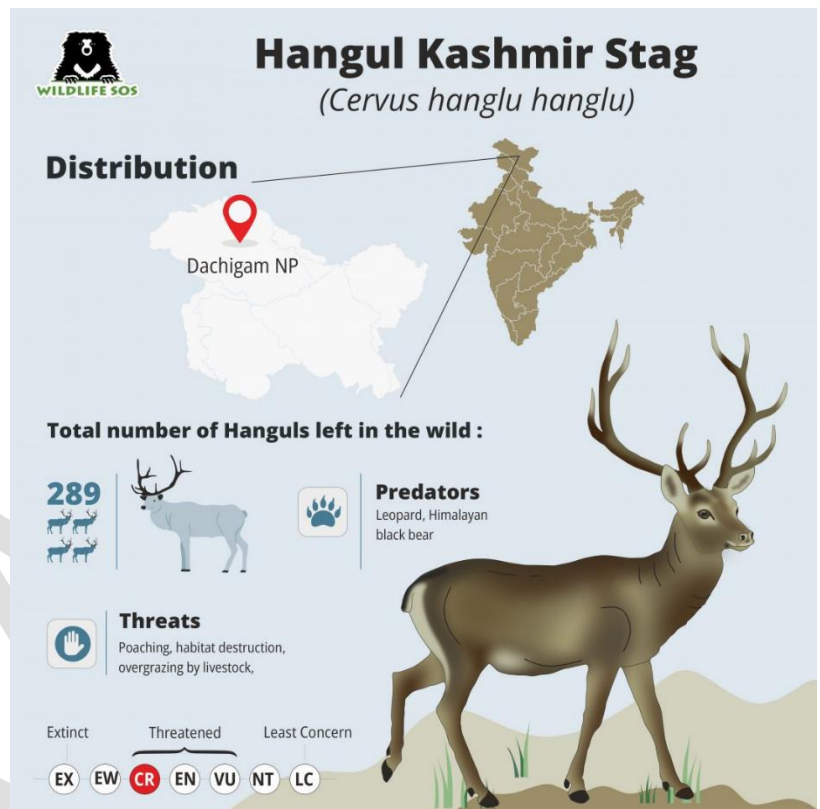 WILDLIFE SOS
Hangul Kashmir Stag
(Cervus hanglu hanglu)
Distribution
Dachigam NP
Total number of Hanguls left in the wild :
289
Predators
Leopard, Himalayan
black bear
Threats
Poaching, habitat destruction,
overgrazing by livestock,
Extinct Threatened Least Concern
EX EW CR EN VU NT LC